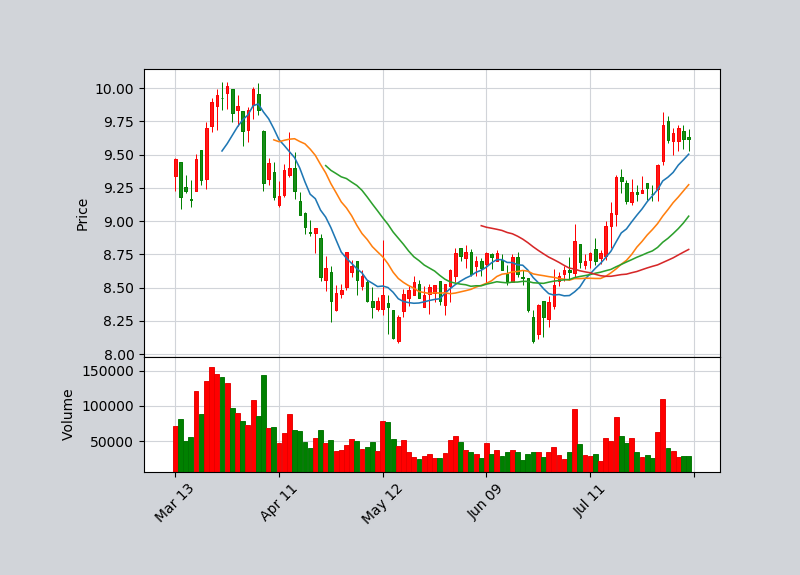 Price
10.00
9.75
9.50
9.25
9.00
8.75
8.50
8.25
8.00
Volume
150000
100000
50000
Mar 13
Apr 11
May 12
Jun 09
Jul 11